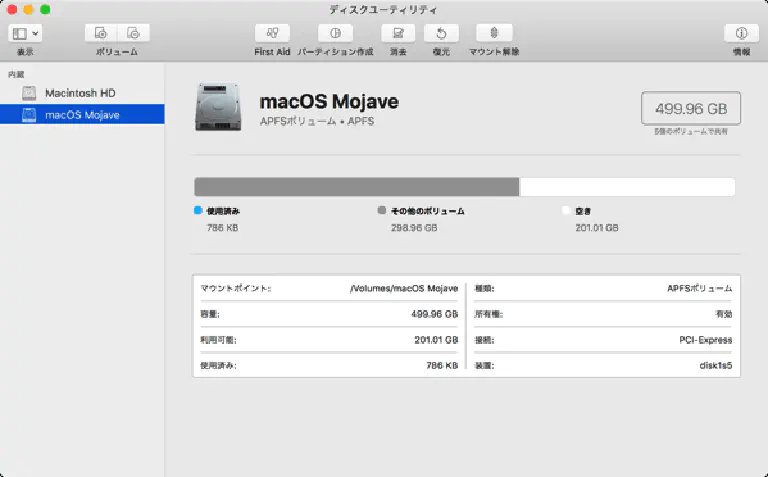 ディスクユーティリティ
表示 ボリューム First Aid パーティション作成 消去 復元 マウント解除 情報
内蔵
Macintosh HD
macOS Mojave
macOS Mojave
APFSボリューム • APFS
499.96 GB
5個のボリュームで共有
使用済み その他のボリューム 空き
786 KB 298.96 GB 201.01 GB
マウントポイント: /Volumes/macOS Mojave 種類: APFSボリューム
容量: 499.96 GB 所有権: 有効
利用可能: 201.01 GB 接続: PCI-Express
使用済み: 786 KB 装置: disk1s5